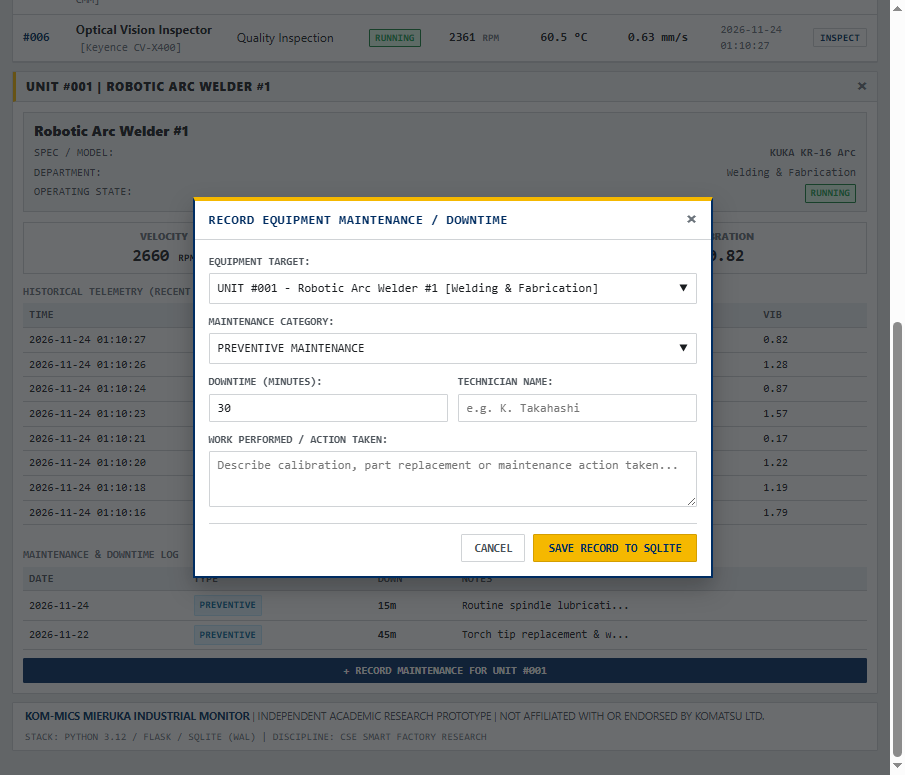 #006 Optical Vision Inspector Quality Inspection RUNNING 2361 RPM 60.5 °C 0.63 mm/s 2026-11-24 01:10:27 INSPECT
[Keyence CV-X400]
UNIT #001 | ROBOTIC ARC WELDER #1 ×
Robotic Arc Welder #1
SPEC / MODEL: KUKA KR-16 Arc
DEPARTMENT: Welding & Fabrication
OPERATING STATE: RUNNING
VELOCITY
2660 RPM
.82
HISTORICAL TELEMETRY (RECENT
TIME VIB
2026-11-24 01:10:27 0.82
2026-11-24 01:10:26 1.28
2026-11-24 01:10:24 0.87
2026-11-24 01:10:23 1.57
2026-11-24 01:10:21 0.17
2026-11-24 01:10:20 1.22
2026-11-24 01:10:18 1.19
2026-11-24 01:10:16 1.79
RECORD EQUIPMENT MAINTENANCE / DOWNTIME ×
EQUIPMENT TARGET:
UNIT #001 - Robotic Arc Welder #1 [Welding & Fabrication]
MAINTENANCE CATEGORY:
PREVENTIVE MAINTENANCE
DOWNTIME (MINUTES): TECHNICIAN NAME:
30 e.g. K. Takahashi
WORK PERFORMED / ACTION TAKEN:
Describe calibration, part replacement or maintenance action taken...
CANCEL SAVE RECORD TO SQLITE
MAINTENANCE & DOWNTIME LOG
DATE TYPE DOWN NOTES
2026-11-24 PREVENTIVE 15m Routine spindle lubricati...
2026-11-22 PREVENTIVE 45m Torch tip replacement & w...
+ RECORD MAINTENANCE FOR UNIT #001
KOM-MICS MIERUKA INDUSTRIAL MONITOR | INDEPENDENT ACADEMIC RESEARCH PROTOTYPE | NOT AFFILIATED WITH OR ENDORSED BY KOMATSU LTD.
STACK: PYTHON 3.12 / FLASK / SQLITE (WAL) | DISCIPLINE: CSE SMART FACTORY RESEARCH